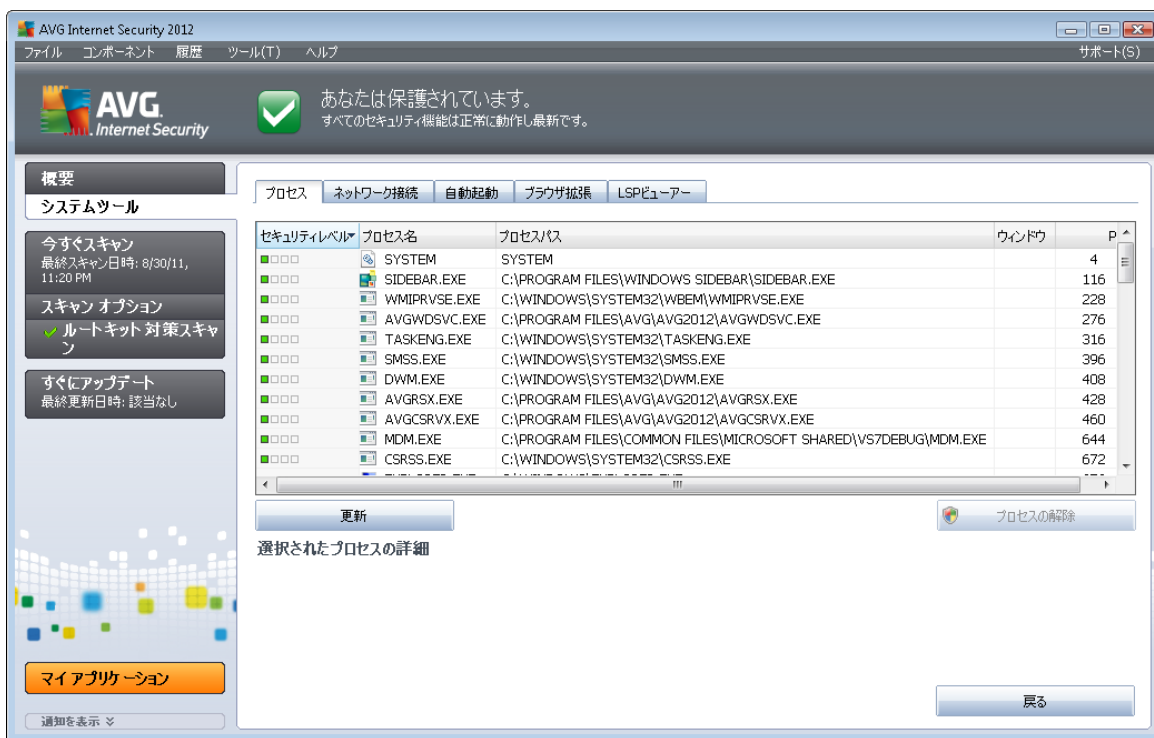 AVG Internet Security 2012
ファイル コンポーネント 履歴 ツール(T) ヘルプ サポート(S)
AVG.
Internet Security
あなたは保護されています。
すべてのセキュリティ機能は正常に動作し最新です。
概要
システムツール
今すぐスキャン
最終スキャン日時: 8/30/11,
11:20 PM
スキャン オプション
ルートキット 対策スキャ
ン
すぐにアップデート
最終更新日時: 該当なし
マイ アプリケーション
通知を表示
プロセス ネットワーク接続 自動起動 ブラウザ拡張 LSPビューアー
セキュリティレベル プロセス名 プロセスパス ウィンドウ P
SYSTEM SYSTEM 4
SIDEBAR.EXE C:\PROGRAM FILES\WINDOWS SIDEBAR\SIDEBAR.EXE 116
WMIPRVSE.EXE C:\WINDOWS\SYSTEM32\WBEM\WMIPRVSE.EXE 228
AVGWDSVC.EXE C:\PROGRAM FILES\AVG\AVG2012\AVGWDSVC.EXE 276
TASKENG.EXE C:\WINDOWS\SYSTEM32\TASKENG.EXE 316
SMSS.EXE C:\WINDOWS\SYSTEM32\SMSS.EXE 396
DWM.EXE C:\WINDOWS\SYSTEM32\DWM.EXE 408
AVGRSX.EXE C:\PROGRAM FILES\AVG\AVG2012\AVGRSX.EXE 428
AVGCSRVX.EXE C:\PROGRAM FILES\AVG\AVG2012\AVGCSRVX.EXE 460
MDM.EXE C:\PROGRAM FILES\COMMON FILES\MICROSOFT SHARED\VS7DEBUG\MDM.EXE 644
CSRSS.EXE C:\WINDOWS\SYSTEM32\CSRSS.EXE 672
更新 プロセスの解除
選択されたプロセスの詳細
戻る